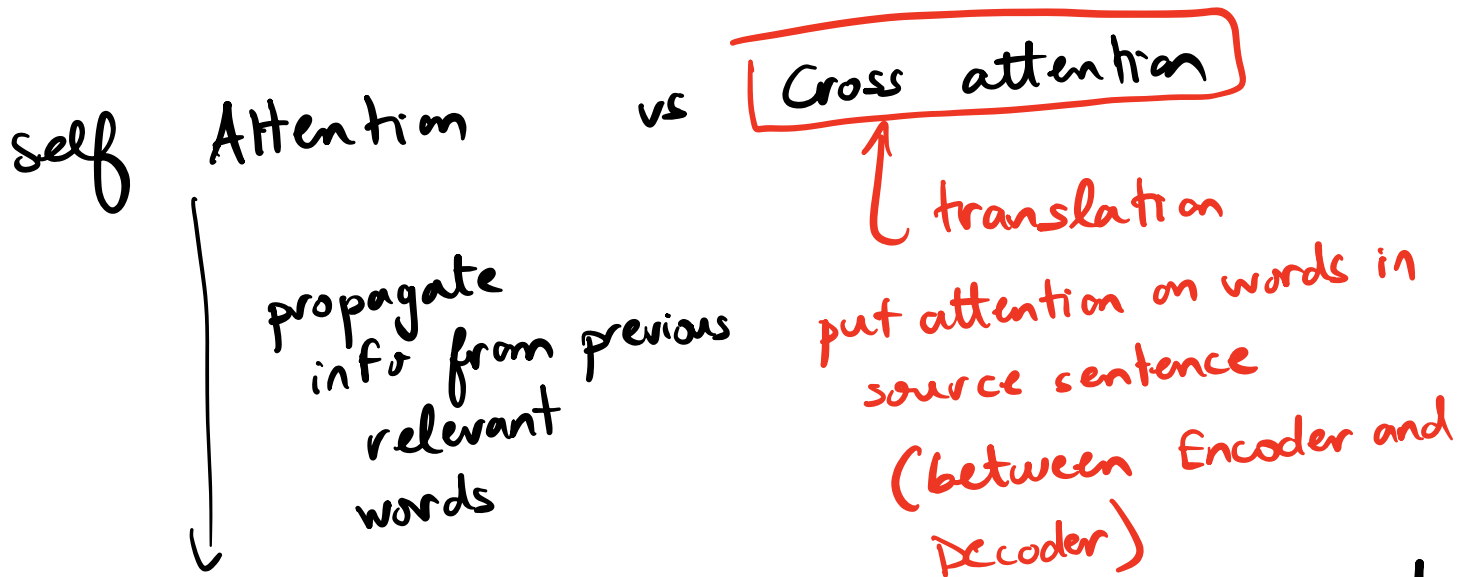 self Attention vs Cross attention
propagate
info from previous
relevant
words
translation
put attention on words in
source sentence
(between Encoder and
Decoder)